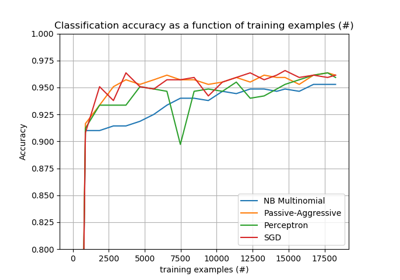 Classification accuracy as a function of training examples (#)
1.000
0.975
0.950
0.925
0.900
0.875
0.850
0.825
0.800
Accuracy
NB Multinomial
Passive-Aggressive
Perceptron
SGD
0 2500 5000 7500 10000 12500 15000 17500
training examples (#)